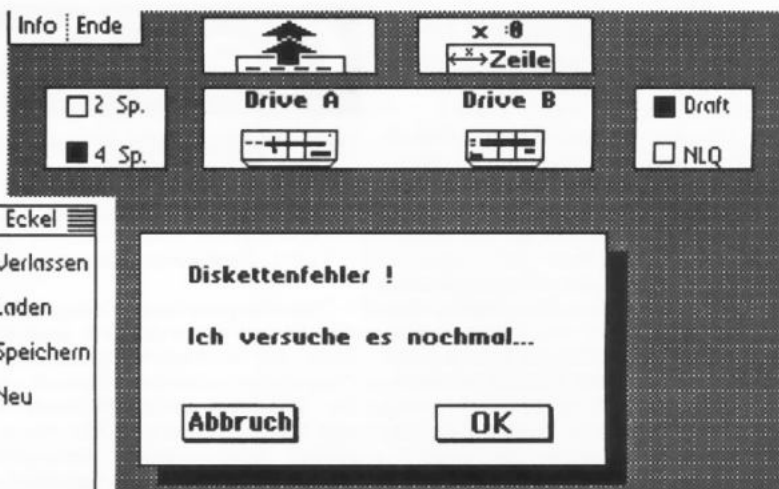 Info Ende
x :0
x Zeile
2 Sp.
4 Sp.
Drive A
Drive B
Draft
NLQ
Eckel
Verlassen
Laden
Speichern
Neu
Diskettenfehler !
Ich versuche es nochmal...
Abbruch
OK